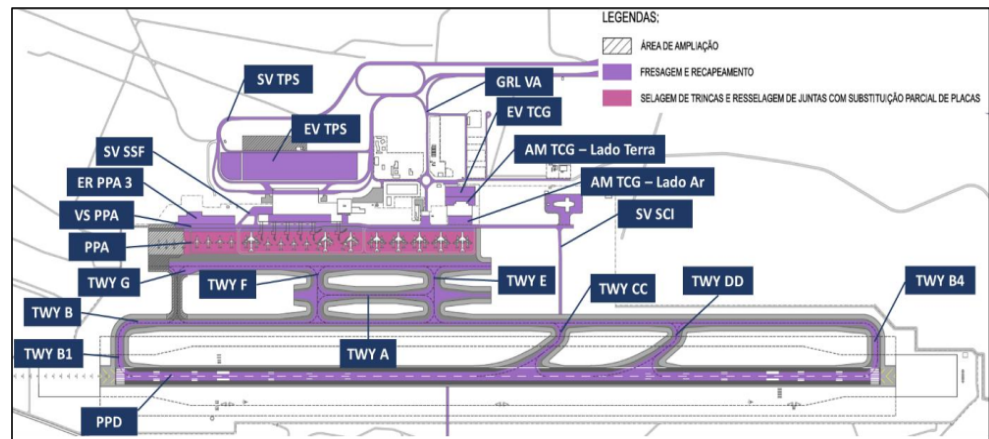 LEGENDAS:
ÁREA DE AMPLIAÇÃO
FRESAGEM E RECAPEAMENTO
SELAGEM DE TRINCAS E RESSELAGEM DE JUNTAS COM SUBSTITUIÇÃO PARCIAL DE PLACAS
SV TPS
GRL VA
EV TCG
EV TPS
AM TCG – Lado Terra
SV SSF
AM TCG – Lado Ar
ER PPA 3
SV SCI
VS PPA
PPA
TWY G
TWY F
TWY E
TWY CC
TWY DD
TWY B4
TWY B
TWY B1
TWY A
PPD